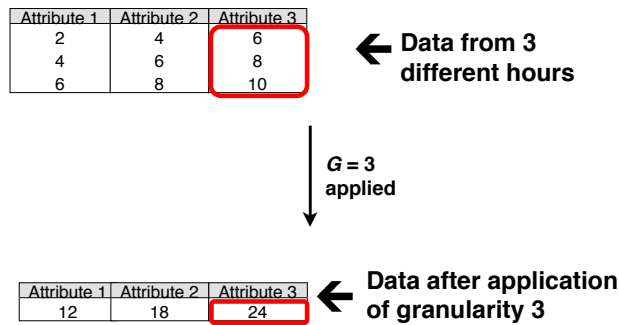 Attribute 1 Attribute 2 Attribute 3
2 4 6
4 6 8
6 8 10
Data from 3
different hours
G = 3
applied
Attribute 1 Attribute 2 Attribute 3
12 18 24
Data after application
of granularity 3